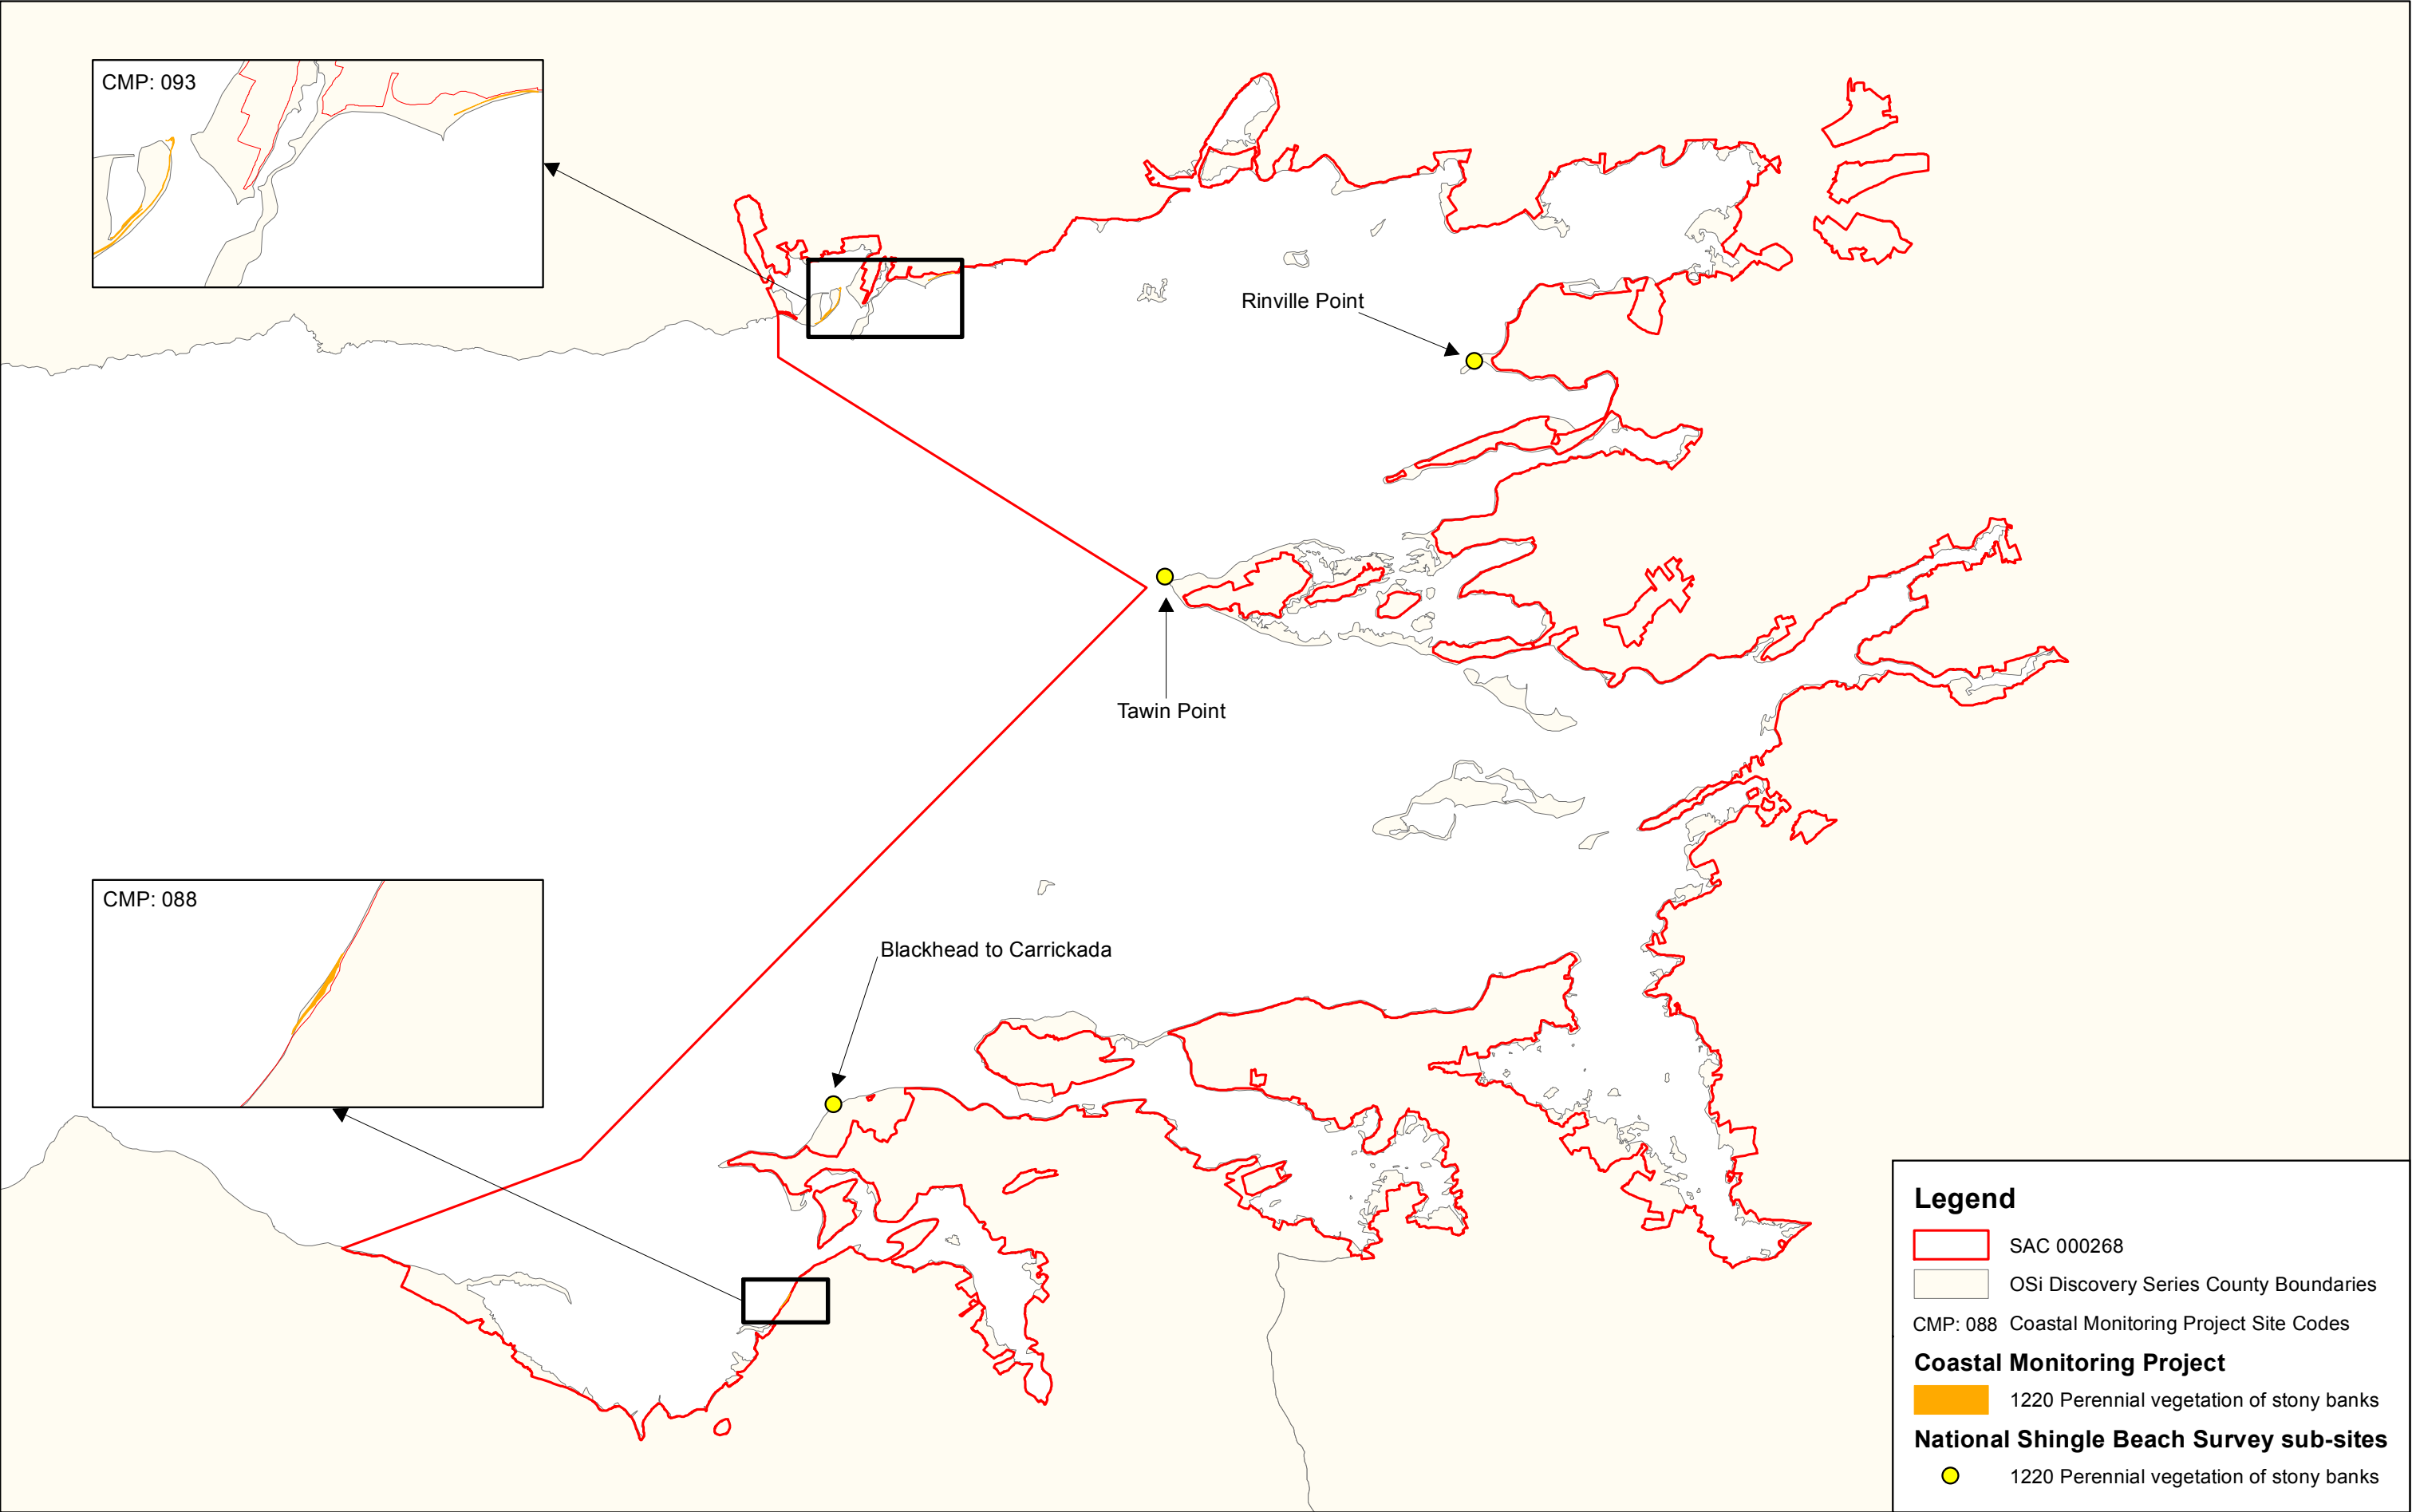 CMP: 093
Rinville Point
Tawin Point
CMP: 088
Blackhead to Carrickada
Legend
SAC 000268
OSi Discovery Series County Boundaries
CMP: 088 Coastal Monitoring Project Site Codes
Coastal Monitoring Project
1220 Perennial vegetation of stony banks
National Shingle Beach Survey sub-sites
1220 Perennial vegetation of stony banks